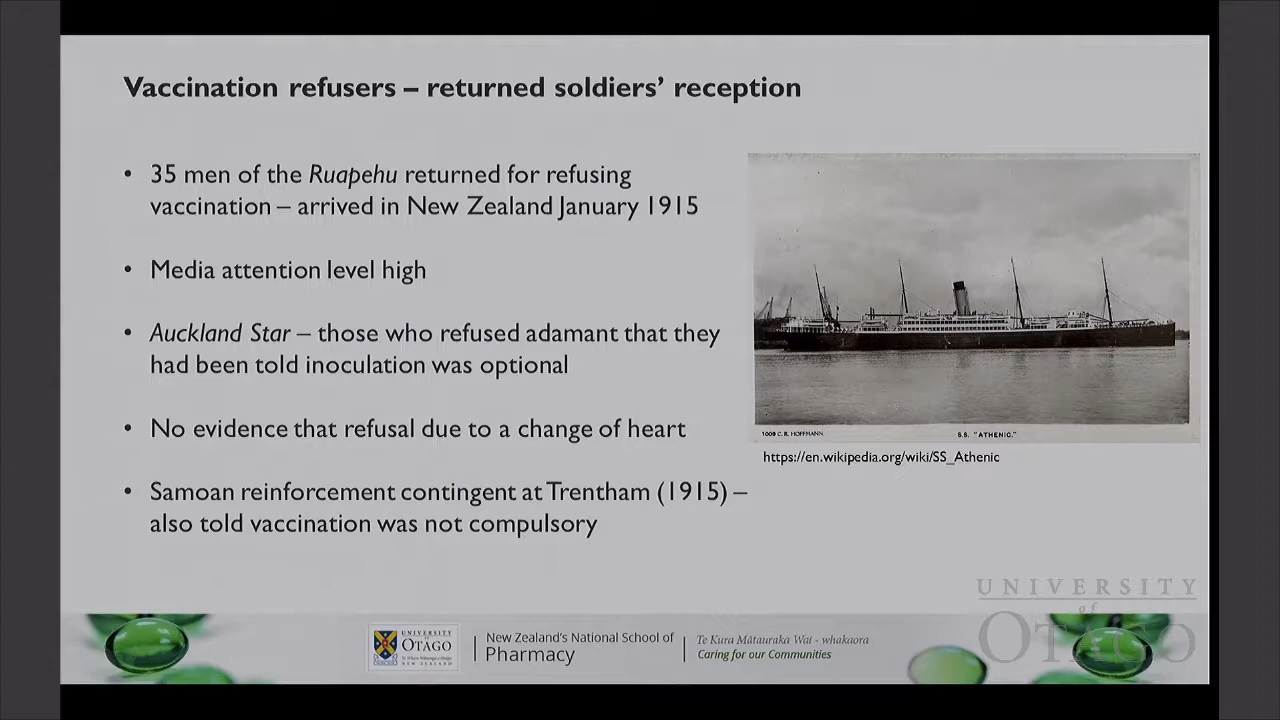 Vaccination refusers – returned soldiers’ reception
• 35 men of the Ruapehu returned for refusing
vaccination – arrived in New Zealand January 1915
• Media attention level high
• Auckland Star – those who refused adamant that they
had been told inoculation was optional
• No evidence that refusal due to a change of heart
• Samoan reinforcement contingent at Trentham (1915) –
also told vaccination was not compulsory
1009 C. R. HOFFMANN
S.S. "ATHENIC."
https://en.wikipedia.org/wiki/SS_Athenic
UNIVERSITY
of
OTAGO
UNIVERSITY
of
OTAGO
NEW ZEALAND
New Zealand’s National School of
Pharmacy
Te Kura Mātauraka Wai - whakaora
Caring for our Communities